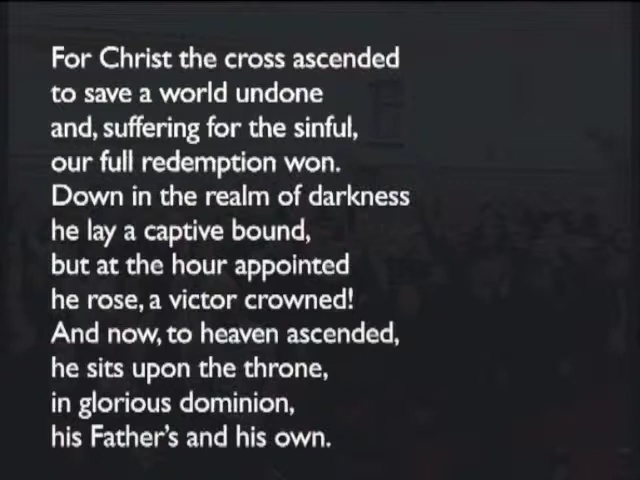 For Christ the cross ascended
to save a world undone
and, suffering for the sinful,
our full redemption won.
Down in the realm of darkness
he lay a captive bound,
but at the hour appointed
he rose, a victor crowned!
And now, to heaven ascended,
he sits upon the throne,
in glorious dominion,
his Father's and his own.